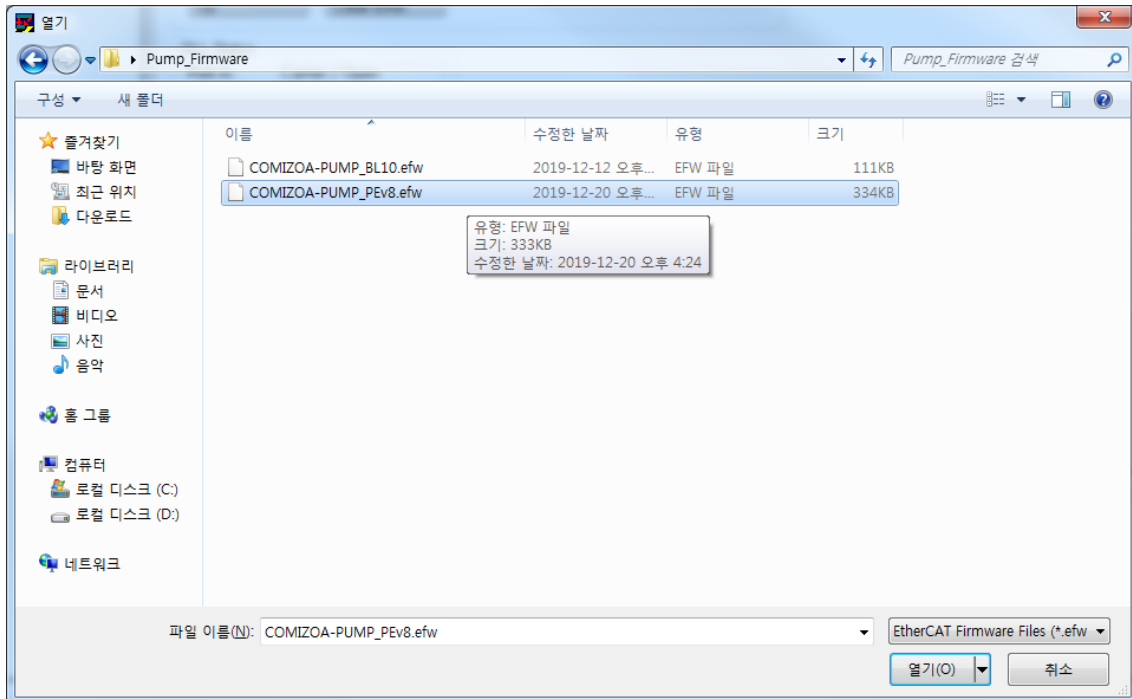 열기
Pump_Firmware
Pump_Firmware 검색
구성
새 폴더
이름 수정한 날짜 유형 크기
COMIZOA-PUMP_BL10.efw 2019-12-12 오후... EFW 파일 111KB
COMIZOA-PUMP_PEv8.efw 2019-12-20 오후... EFW 파일 334KB
유형: EFW 파일
크기: 333KB
수정한 날짜: 2019-12-20 오후 4:24
즐겨찾기
바탕 화면
최근 위치
다운로드
라이브러리
문서
비디오
사진
음악
홈 그룹
컴퓨터
로컬 디스크 (C:)
로컬 디스크 (D:)
네트워크
파일 이름(N): COMIZOA-PUMP_PEv8.efw
EtherCAT Firmware Files (*.efw
열기(O)
취소